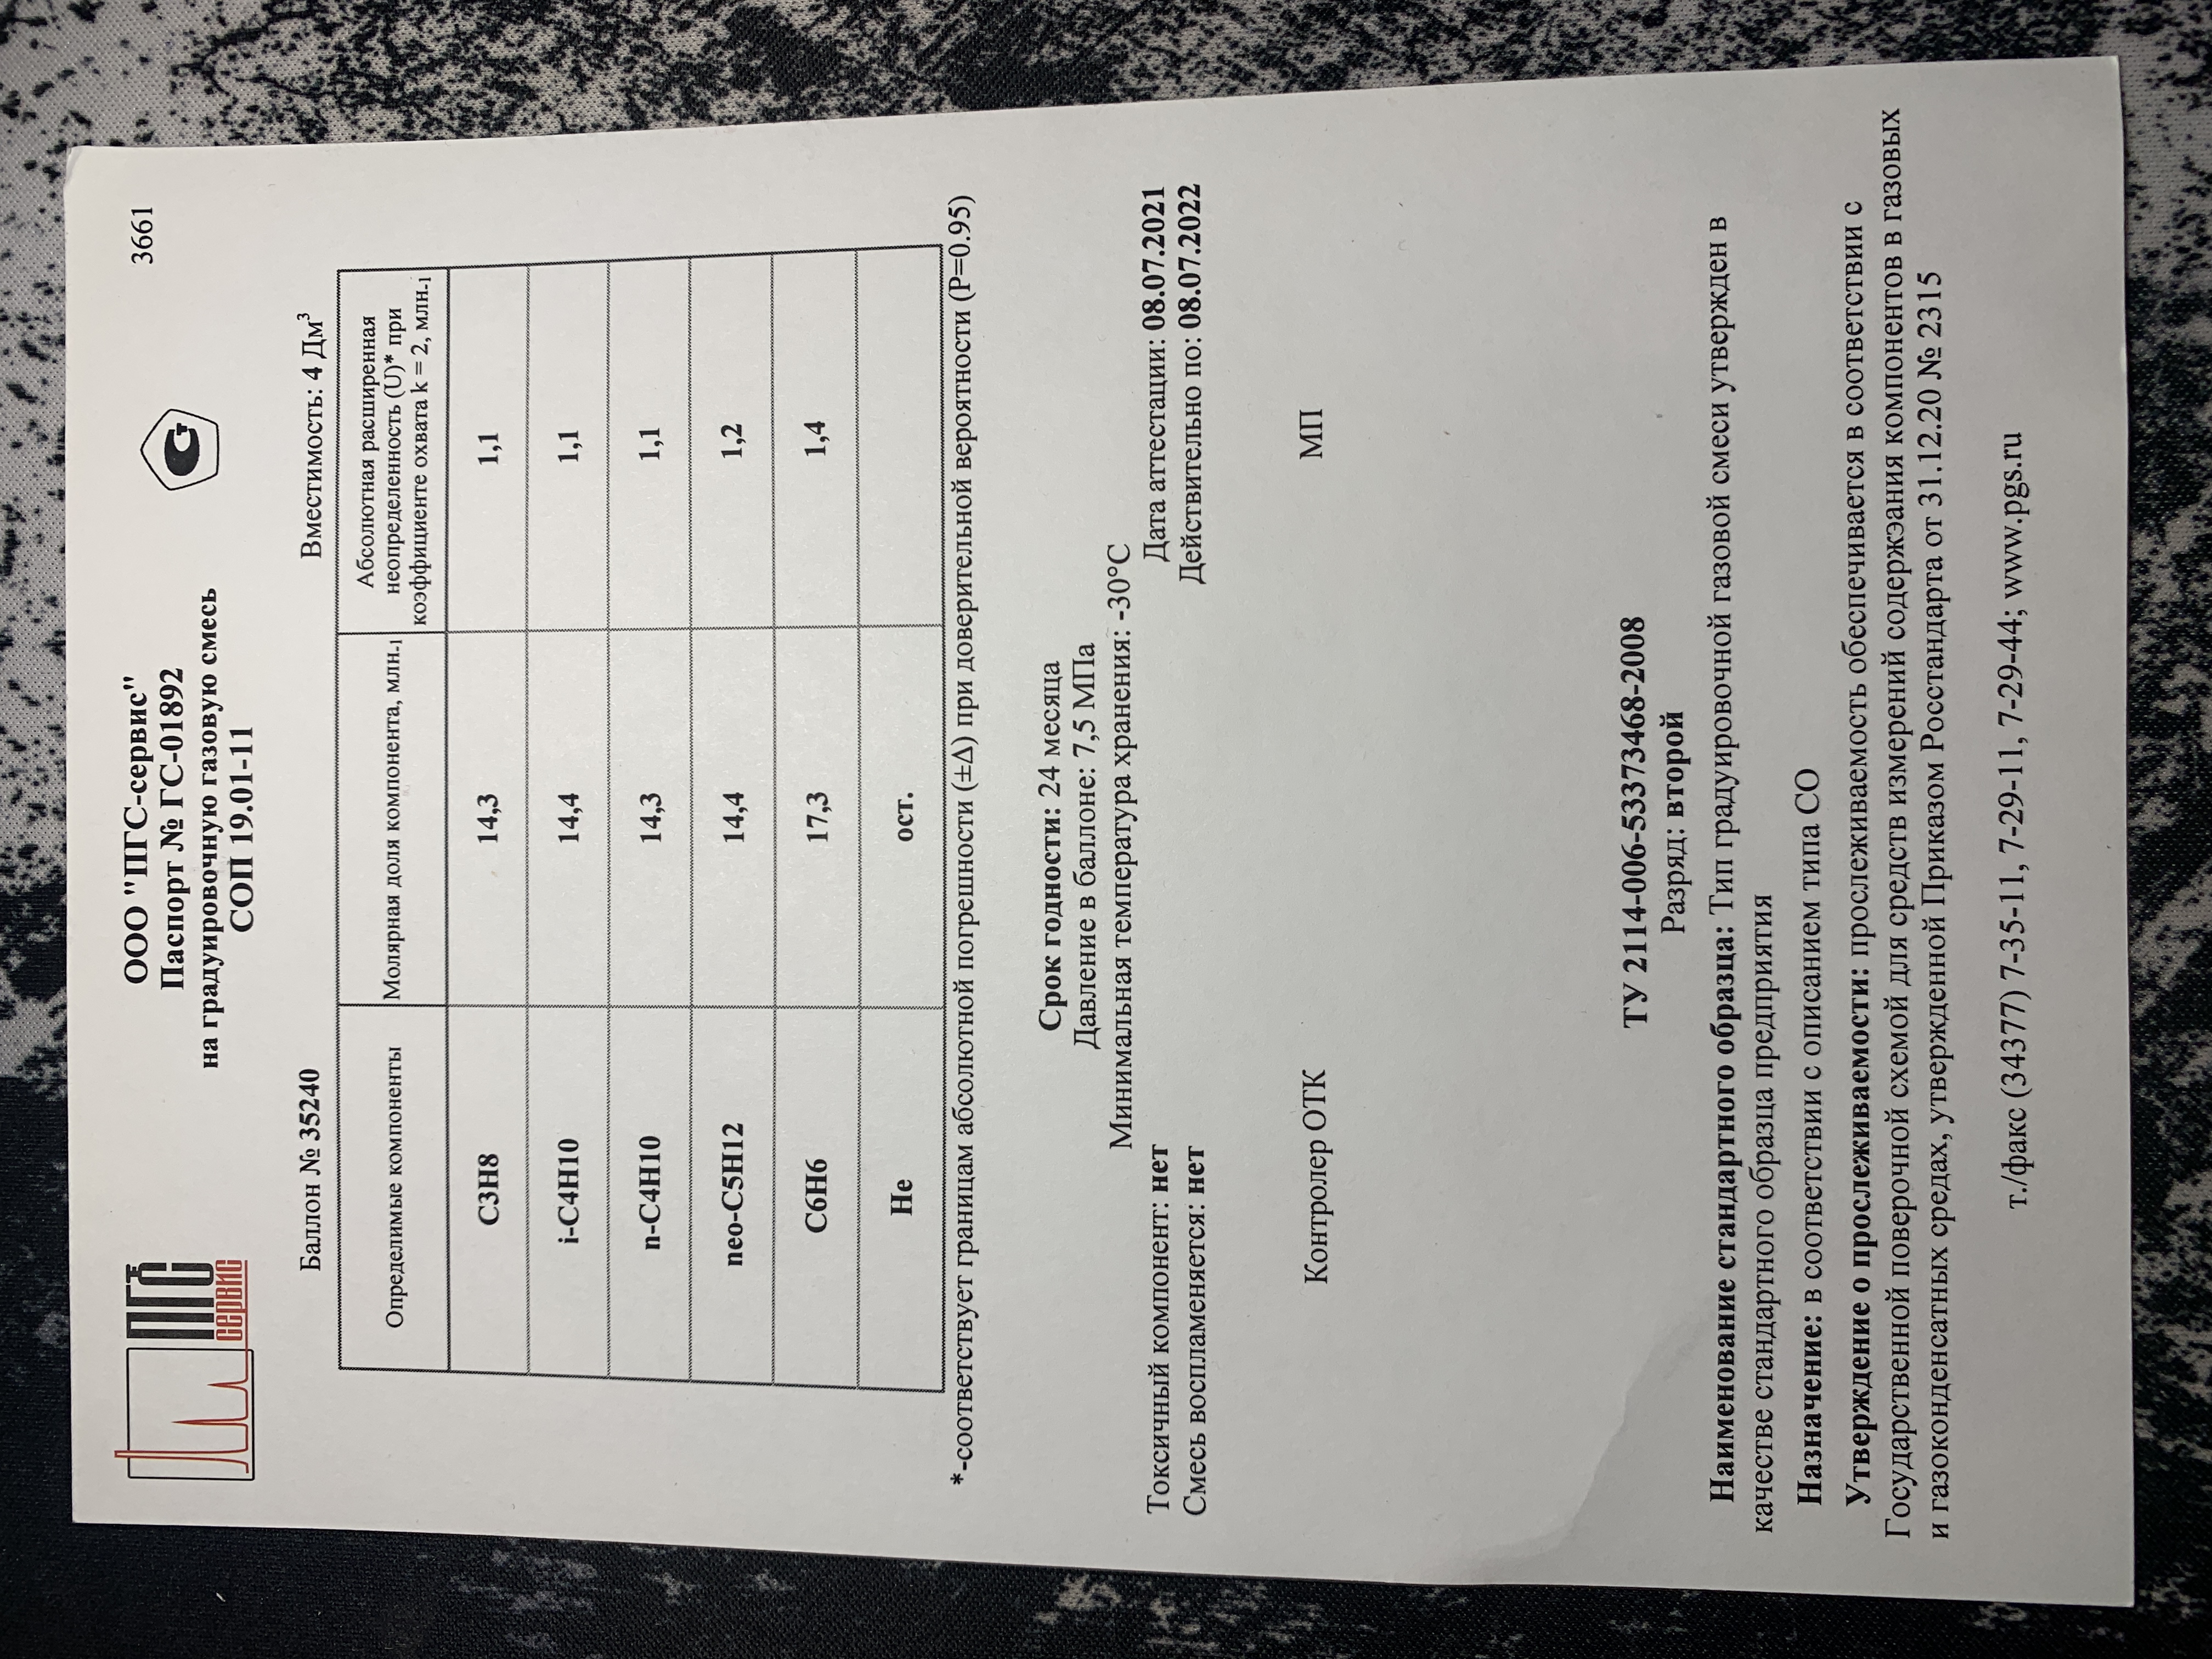 ПГС
сервис
ООО "ПГС-сервис"
Паспорт № ГС-01892
на градуировочную газовую смесь
СОП 19.01-11
3661
Баллон № 35240
Вместимость: 4 Дм³
Определимые компоненты
Молярная доля компонента, млн-1
Абсолютная расширенная
неопределенность (U)* при
коэффициенте охвата k = 2, млн-1
C3H8 14,3 1,1
i-C4H10 14,4 1,1
n-C4H10 14,3 1,1
neo-C5H12 14,4 1,2
C6H6 17,3 1,4
He ост.
*-соответствует границам абсолютной погрешности (±Δ) при доверительной вероятности (P=0.95)
Срок годности: 24 месяца
Давление в баллоне: 7,5 МПа
Минимальная температура хранения: -30°C
Токсичный компонент: нет
Дата аттестации: 08.07.2021
Смесь воспламеняется: нет
Действительно по: 08.07.2022
Контролер ОТК
МП
ТУ 2114-006-53373468-2008
Разряд: второй
Наименование стандартного образца: Тип градуировочной газовой смеси утвержден в
качестве стандартного образца предприятия
Назначение: в соответствии с описанием типа СО
Утверждение о прослеживаемости: прослеживаемость обеспечивается в соответствии с
Государственной поверочной схемой для средств измерений содержэания компонентов в газовых
и газоконденсатных средах, утвержденной Приказом Росстандарта от 31.12.20 № 2315
т./факс (34377) 7-35-11, 7-29-11, 7-29-44; www.pgs.ru